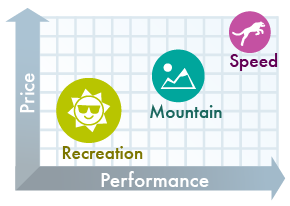 Speed
Price
Mountain
Recreation
Performance